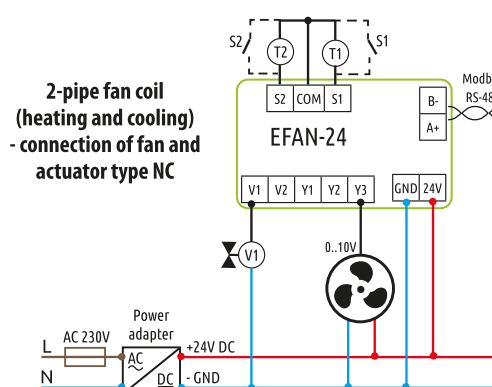 S2 T2 T1 S1
2-pipe fan coil
(heating and cooling)
- connection of fan and
actuator type NC
S2 COM S1
Modb
RS-48
B-
A+
EFAN-24
V1 V2 Y1 Y2 Y3 GND 24V
V1
0..10V
Power
adapter
L AC 230V
AC
+24V DC
N
DC
- GND